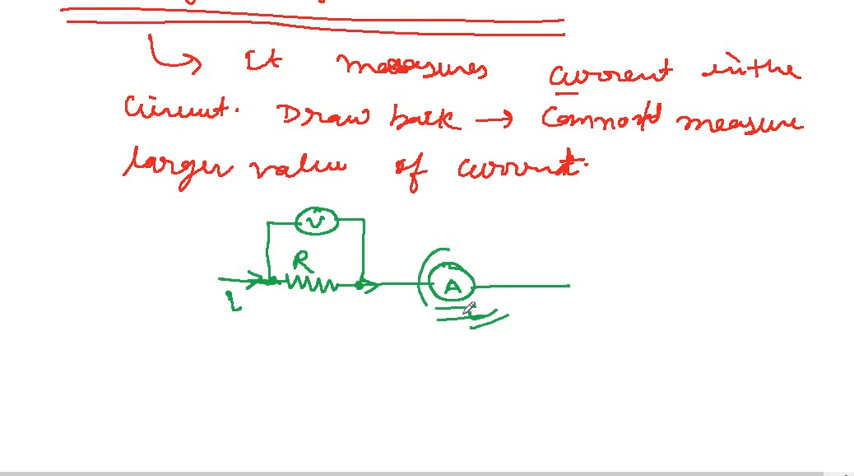 It measures current in the
circuit. Draw back → cannot measure
larger value of current.
V
R
A
i